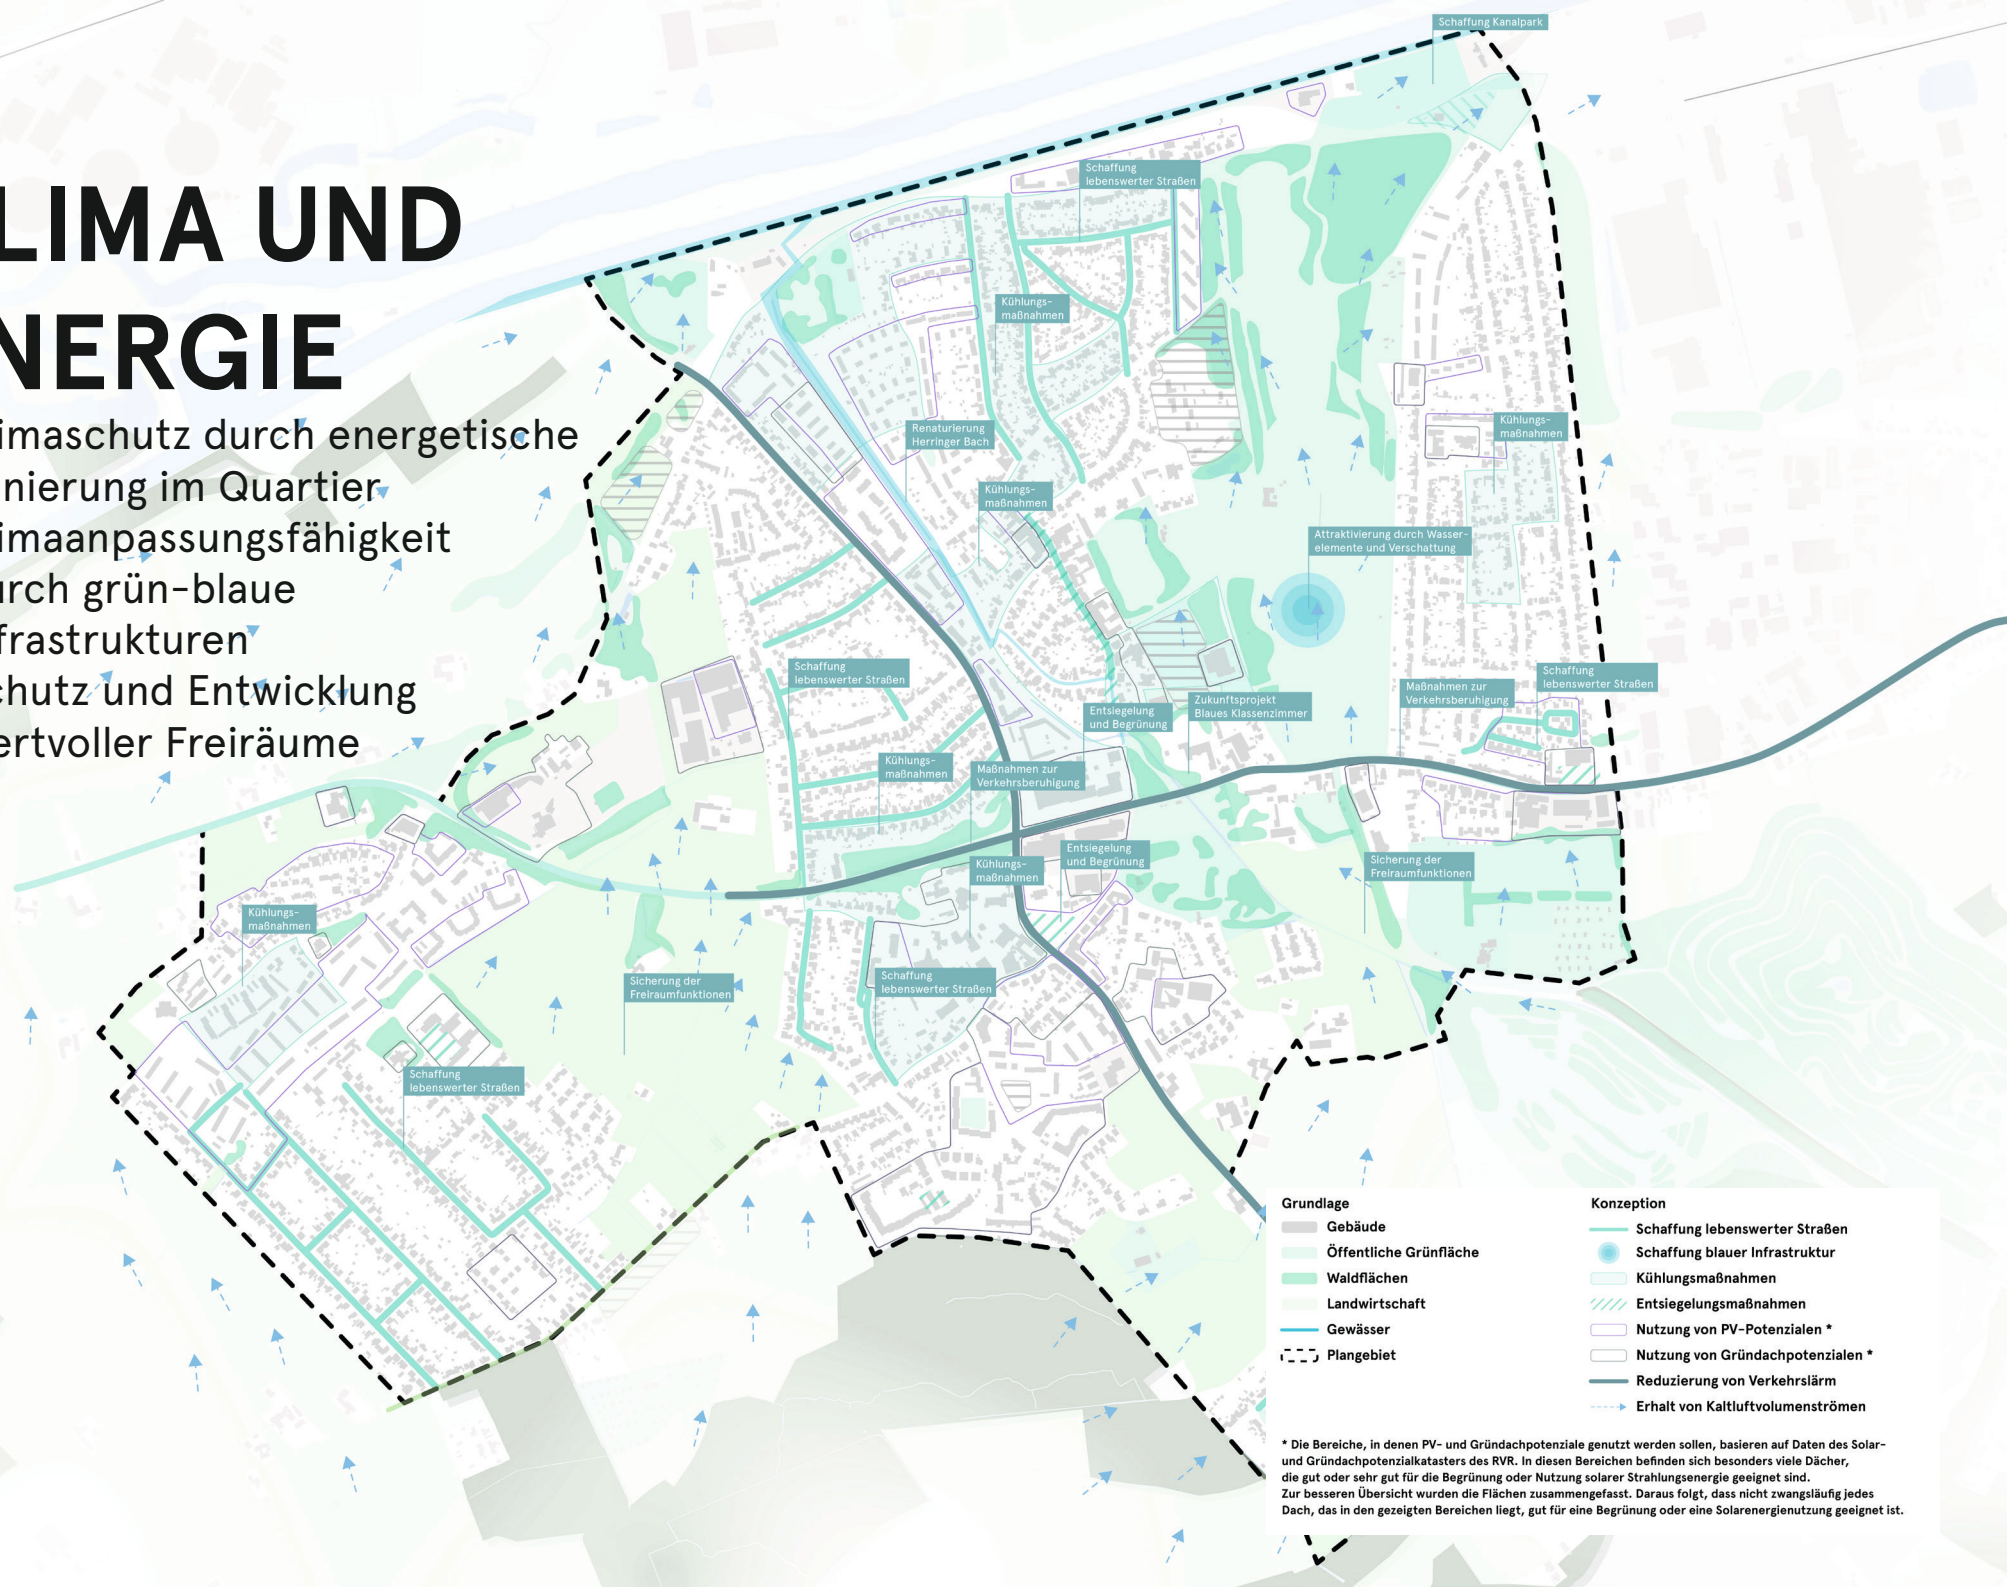 LIMA UND
NERGIE
imaschutz durch energetische
nierung im Quartier
imaanpassungsfähigkeit
urch grün-blaue
frastrukturen
chutz und Entwicklung
ertvoller Freiräume
Schaffung Kanalpark
Schaffung
lebenswerter Straßen
Kühlungs-
maßnahmen
Renaturierung
Herringer Bach
Kühlungs-
maßnahmen
Kühlungs-
maßnahmen
Attraktivierung durch Wasser-
elemente und Verschattung
Schaffung
lebenswerter Straßen
Entsiegelung
und Begrünung
Zukunftsprojekt
Blaues Klassenzimmer
Maßnahmen zur
Verkehrsberuhigung
Schaffung
lebenswerter Straßen
Kühlungs-
maßnahmen
Maßnahmen zur
Verkehrsberuhigung
Kühlungs-
maßnahmen
Entsiegelung
und Begrünung
Sicherung der
Freiraumfunktionen
Kühlungs-
maßnahmen
Sicherung der
Freiraumfunktionen
Schaffung
lebenswerter Straßen
Schaffung
lebenswerter Straßen
Grundlage
Gebäude
Öffentliche Grünfläche
Waldflächen
Landwirtschaft
Gewässer
Plangebiet
Konzeption
Schaffung lebenswerter Straßen
Schaffung blauer Infrastruktur
Kühlungsmaßnahmen
Entsiegelungsmaßnahmen
Nutzung von PV-Potenzialen *
Nutzung von Gründachpotenzialen *
Reduzierung von Verkehrslärm
Erhalt von Kaltluftvolumenströmen
* Die Bereiche, in denen PV- und Gründachpotenziale genutzt werden sollen, basieren auf Daten des Solar-
und Gründachpotenzialkatasters des RVR. In diesen Bereichen befinden sich besonders viele Dächer,
die gut oder sehr gut für die Begrünung oder Nutzung solarer Strahlungsenergie geeignet sind.
Zur besseren Übersicht wurden die Flächen zusammengefasst. Daraus folgt, dass nicht zwangsläufig jedes
Dach, das in den gezeigten Bereichen liegt, gut für eine Begrünung oder eine Solarenergienutzung geeignet ist.